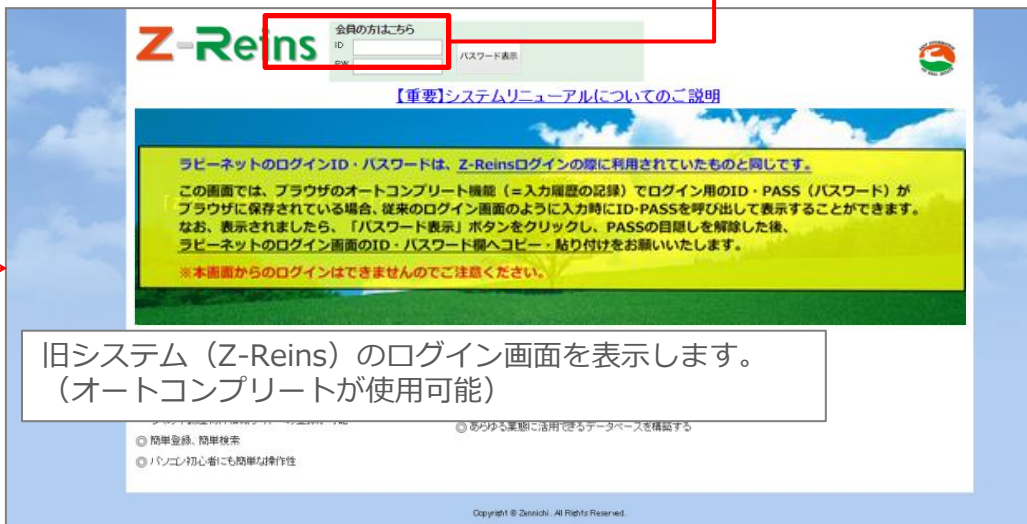 Z-Reins
会員の方はこちら
ID
パスワード表示
【重要】システムリニューアルについてのご説明
ラビーネットのログインID・パスワードは、Z-Reinsログインの際に利用されていたものと同じです。
この画面では、ブラウザのオートコンプリート機能（＝入力履歴の記録）でログイン用のID・PASS（パスワード）が
ブラウザに保存されている場合、従来のログイン画面のように入力時にID・PASSを呼び出して表示することができます。
なお、表示されましたら、「パスワード表示」ボタンをクリックし、PASSの目隠しを解除した後、
ラビーネットのログイン画面のID・パスワード欄へコピー・貼り付けをお願いいたします。
※本画面からのログインはできませんのでご注意ください。
旧システム（Z-Reins）のログイン画面を表示します。
（オートコンプリートが使用可能）
◎ あらゆる業態に活用できるデータベースを構築する
◎ 簡単登録、簡単検索
◎ パソコン初心者にも簡単な操作性
Copyright © Zennichi. All Rights Reserved.